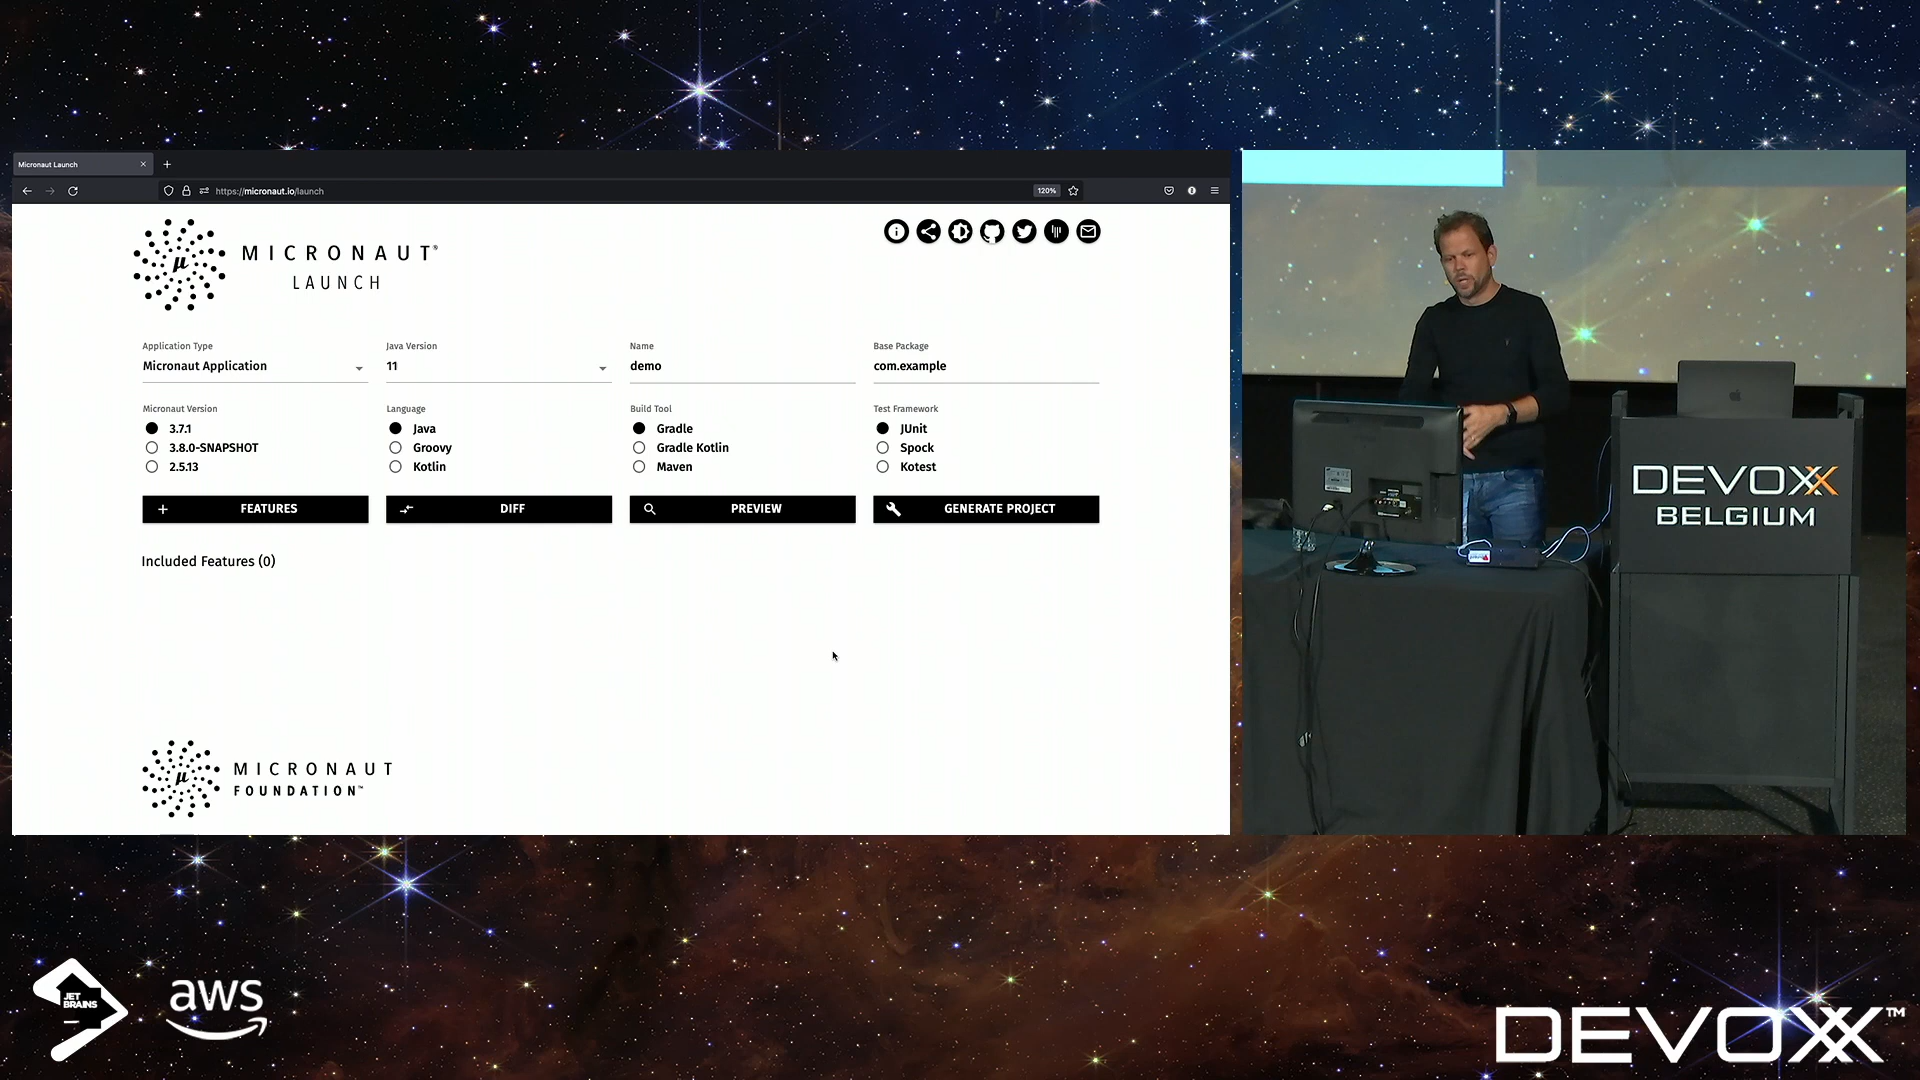 Micronaut Launch
https://micronaut.io/launch
120%
μ
MICRONAUT®
LAUNCH
Application Type
Java Version
Name
Base Package
Micronaut Application
11
demo
com.example
Micronaut Version
Language
Build Tool
Test Framework
3.7.1
Java
Gradle
JUnit
3.8.0-SNAPSHOT
Groovy
Gradle Kotlin
Spock
2.5.13
Kotlin
Maven
Kotest
FEATURES
DIFF
PREVIEW
GENERATE PROJECT
Included Features (0)
μ
MICRONAUT
FOUNDATION™
DEVOXX
BELGIUM
JET
BRAINS
aws
DEVOXX™